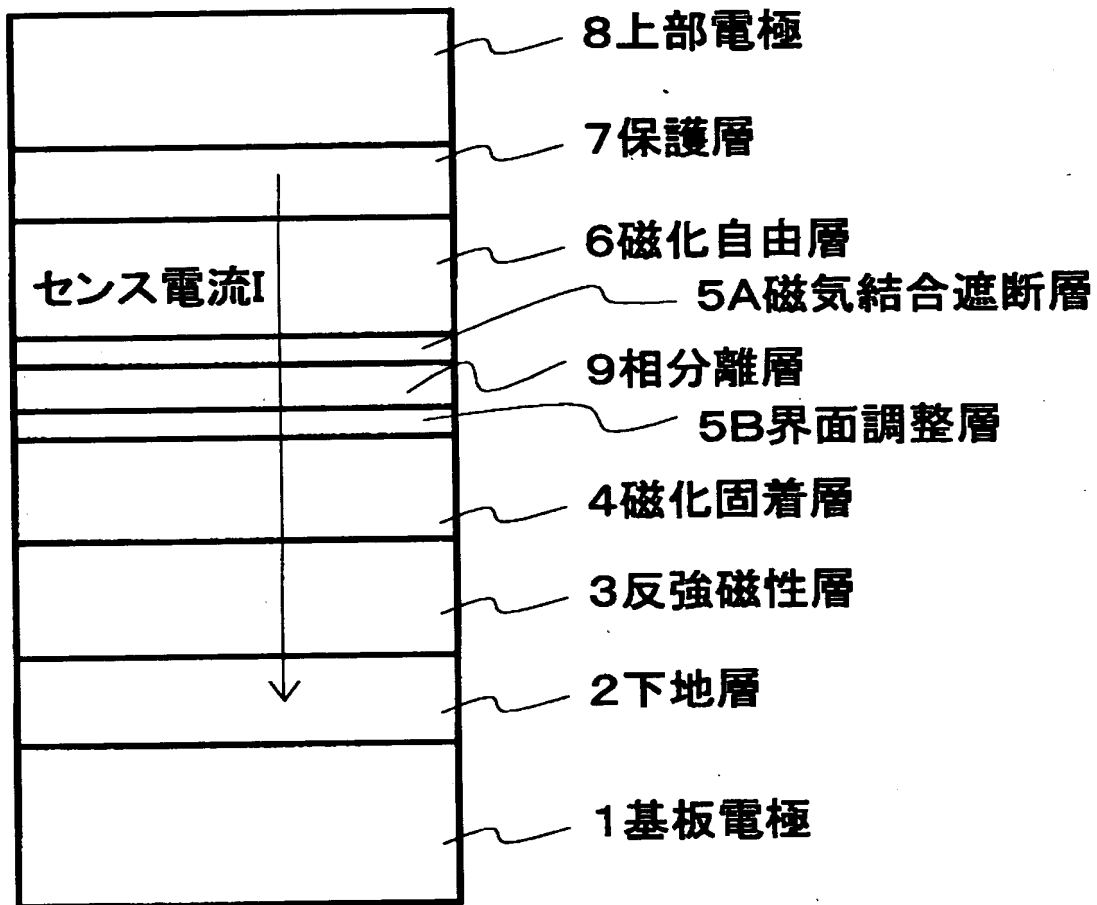 8上部電極
7保護層
6磁化自由層
センス電流I
5A磁気結合遮断層
9相分離層
5B界面調整層
4磁化固着層
3反強磁性層
2下地層
1基板電極